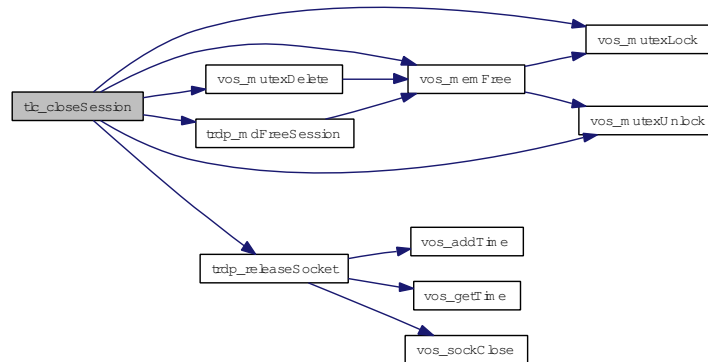 vos_mutexLock
vos_mutexDelete
vos_memFree
tlc_closeSession
vos_mutexUnlock
trdp_mdFreeSession
vos_addTime
trdp_releaseSocket
vos_getTime
vos_sockClose